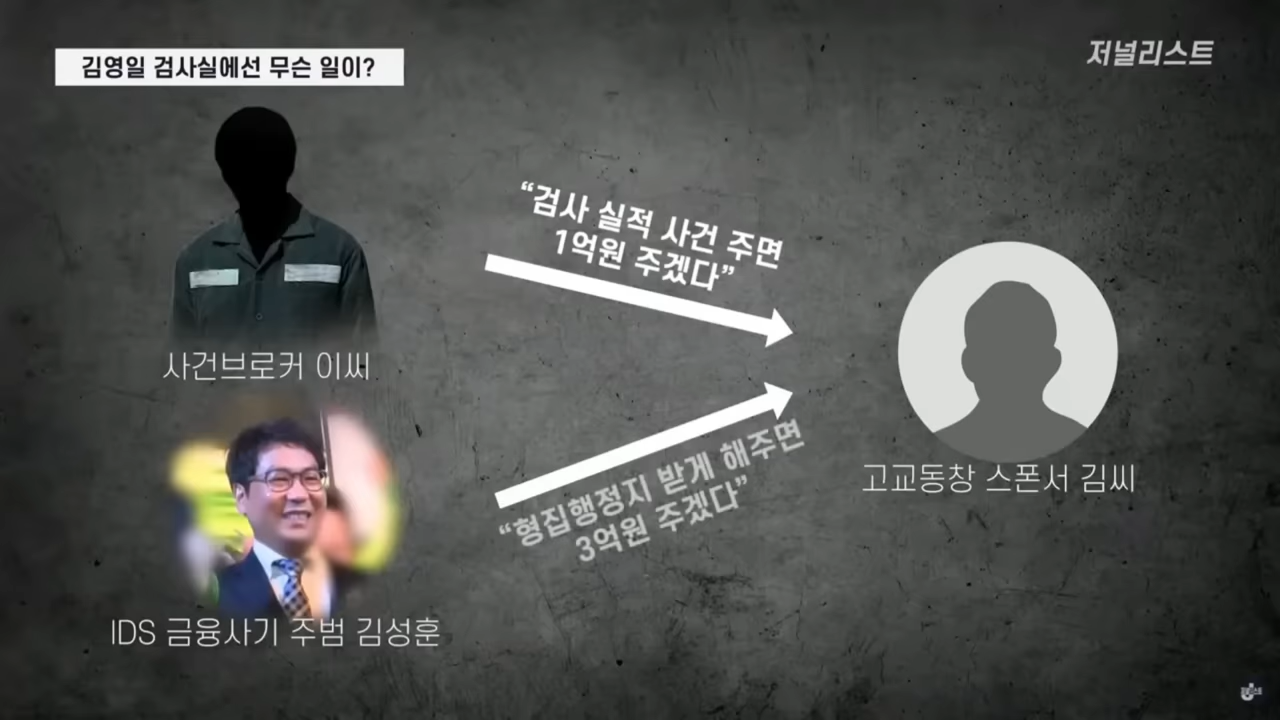 김영일 검사실에선 무슨 일이?
저널리스트
“검사 실적 사건 주면
1억원 주겠다”
사건브로커 이씨
“형집행정지 받게 해주면
3억원 주겠다”
고교동창 스폰서 김씨
IDS 금융사기 주범 김성훈